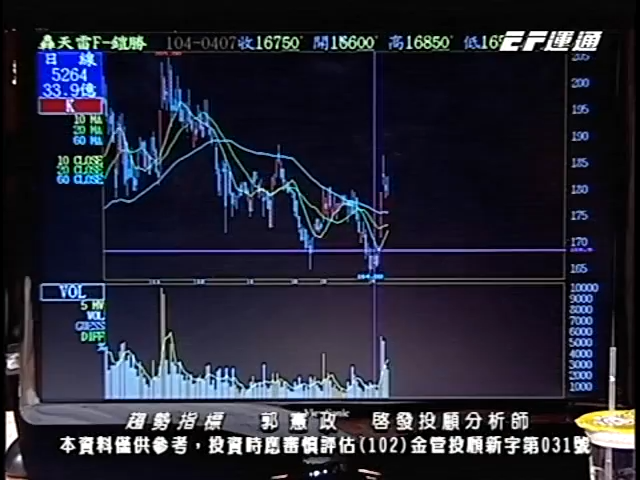 轟天雷F-鎧勝 104-0407收16750' 開16600' 高16850' 低165
EF運通
日 線
5264
33.9億
K
10 MA
20 MA
60 MA
10 CLOSE
20 CLOSE
60 CLOSE
205
200
195
190
185
180
175
170
165
VOL
5 MV
VOL
GUESS
DIFF
10000
9000
8000
7000
6000
5000
4000
3000
2000
1000
趨勢指標 郭憲政 啓發投顧分析師
本資料僅供參考，投資時應審慎評估(102)金管投顧新字第031號